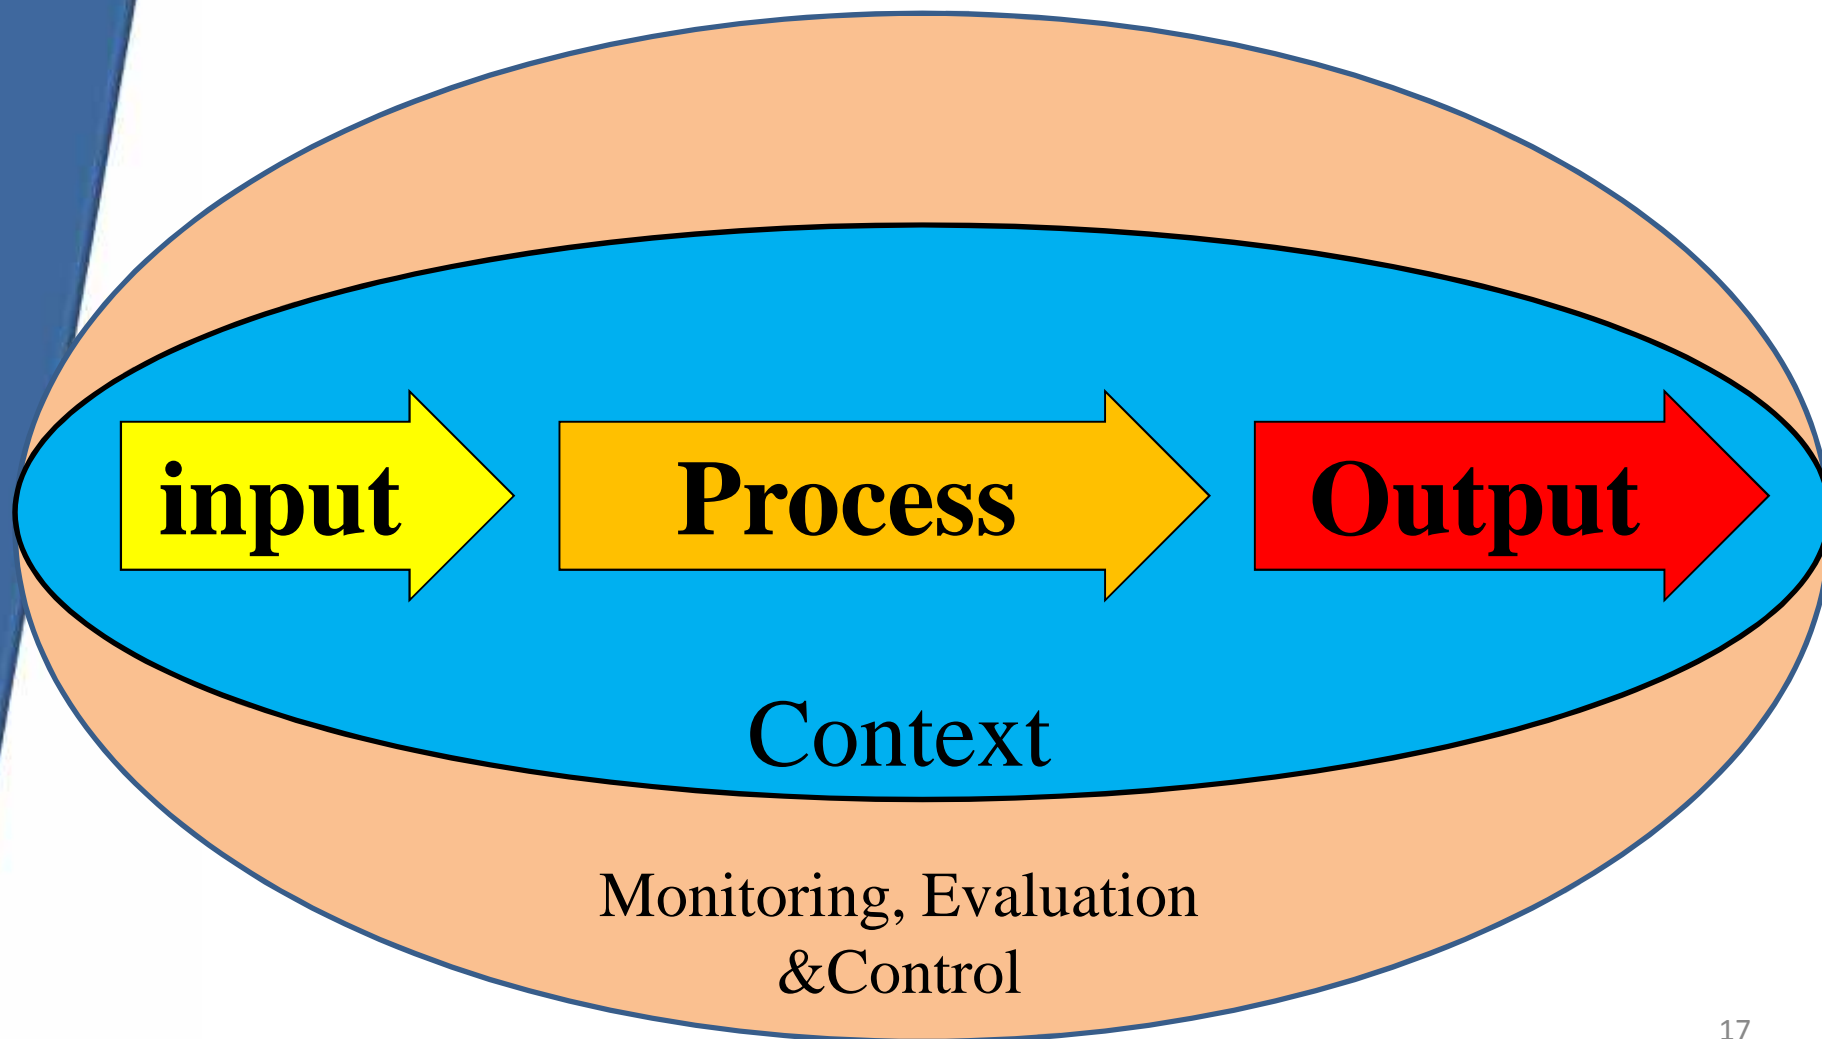 input
Process
Output
Context
Monitoring, Evaluation
&Control
17